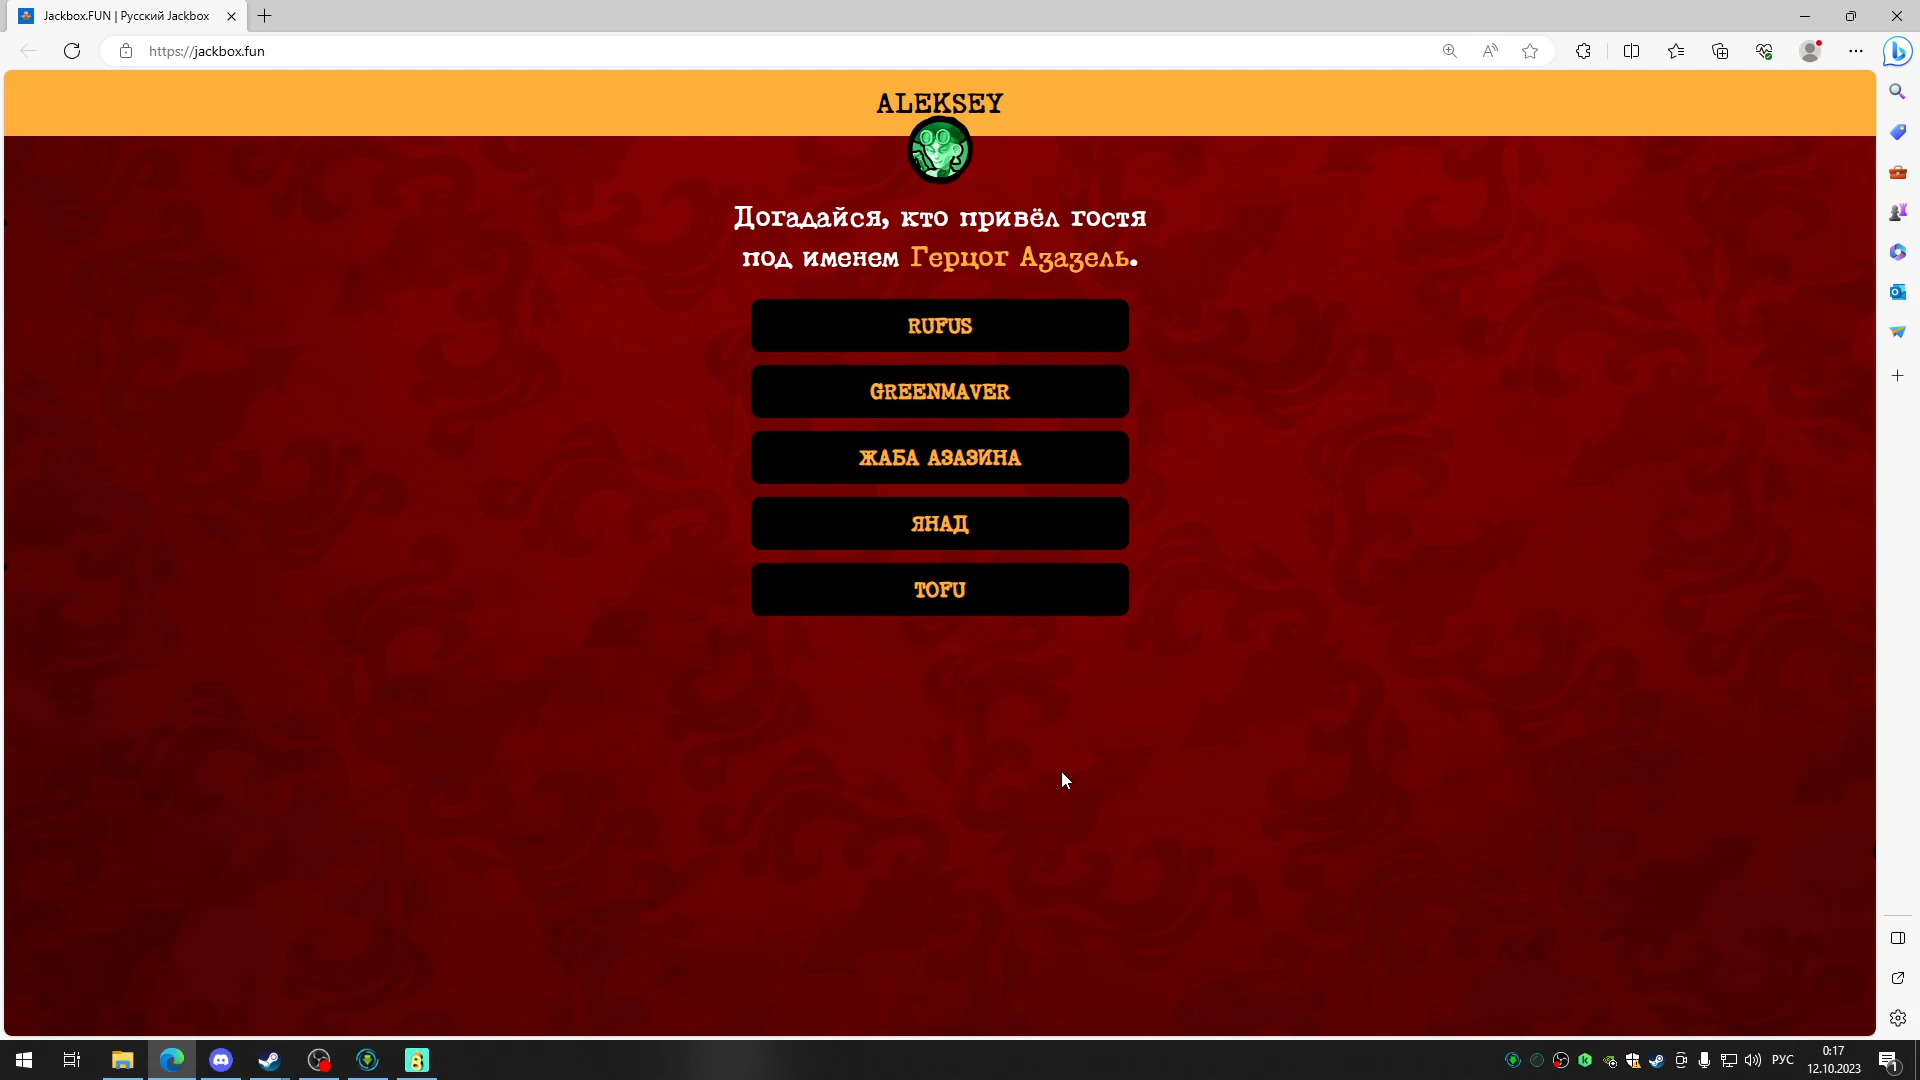 Jackbox.FUN | Русский Jackbox
https://jackbox.fun
ALEKSEY
Догадайся, кто привёл гостя
под именем Герцог Азазель.
RUFUS
GREENMAVER
ЖАБА АЗАЗИНА
ЯНАД
TOFU
РУС
0:17
12.10.2023
1